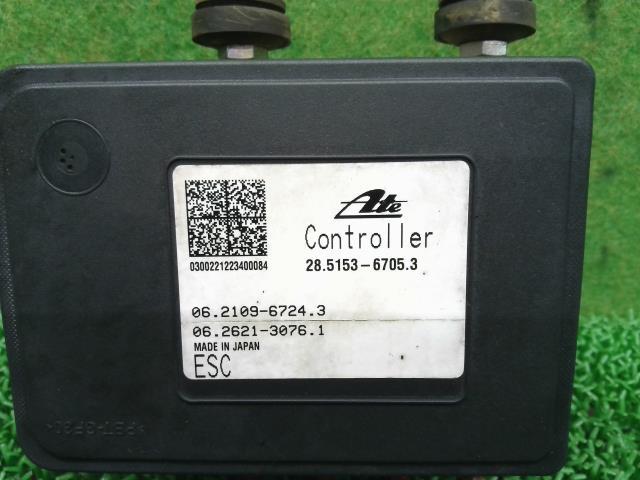 Ate
Controller
0300221223400084
28.5153-6705.3
06.2109-6724.3
06.2621-3076.1
MADE IN JAPAN
ESC